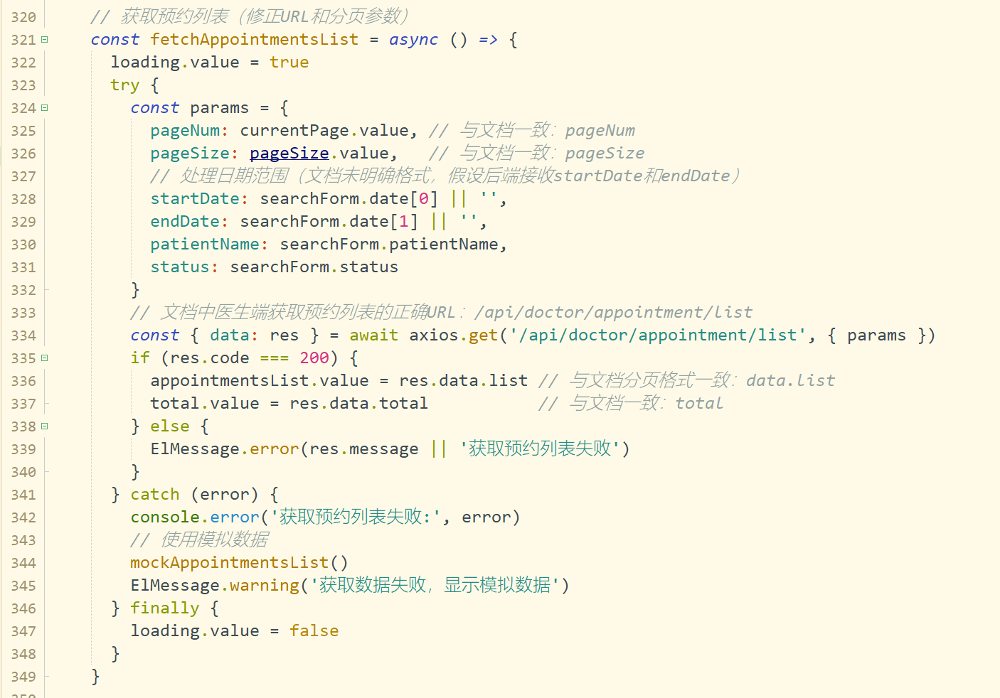 320 // 获取预约列表（修正URL和分页参数）
321 const fetchAppointmentsList = async () => {
322 loading.value = true
323 try {
324 const params = {
325 pageNum: currentPage.value, // 与文档一致：pageNum
326 pageSize: pageSize.value, // 与文档一致：pageSize
327 // 处理日期范围（文档未明确格式，假设后端接收startDate和endDate）
328 startDate: searchForm.date[0] || '',
329 endDate: searchForm.date[1] || '',
330 patientName: searchForm.patientName,
331 status: searchForm.status
332 }
333 // 文档中医生端获取预约列表的正确URL：/api/doctor/appointment/list
334 const { data: res } = await axios.get('/api/doctor/appointment/list', { params })
335 if (res.code === 200) {
336 appointmentsList.value = res.data.list // 与文档分页格式一致：data.list
337 total.value = res.data.total // 与文档一致：total
338 } else {
339 ElMessage.error(res.message || '获取预约列表失败')
340 }
341 } catch (error) {
342 console.error('获取预约列表失败:', error)
343 // 使用模拟数据
344 mockAppointmentsList()
345 ElMessage.warning('获取数据失败，显示模拟数据')
346 } finally {
347 loading.value = false
348 }
349 }